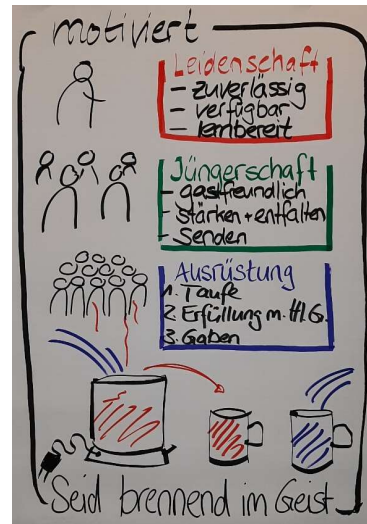 motiviert
Leidenschaft
- zuverlässig
- verfügbar
- lernbereit
Jüngerschaft
- gastfreundlich
- stärken + entfalten
- Senden
Ausrüstung
1. Taufe
2. Erfüllung m. Hl. G.
3. Gaben
Seid brennend im Geist